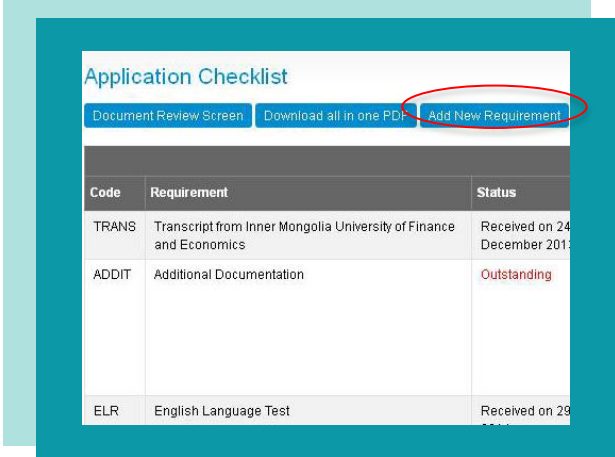 Application Checklist
Document Review Screen Download all in one PDF Add New Requirement
Code Requirement Status
TRANS Transcript from Inner Mongolia University of Finance Received on 24
and Economics December
ADDIT Additional Documentation Outstanding
ELR English Language Test Received on 29